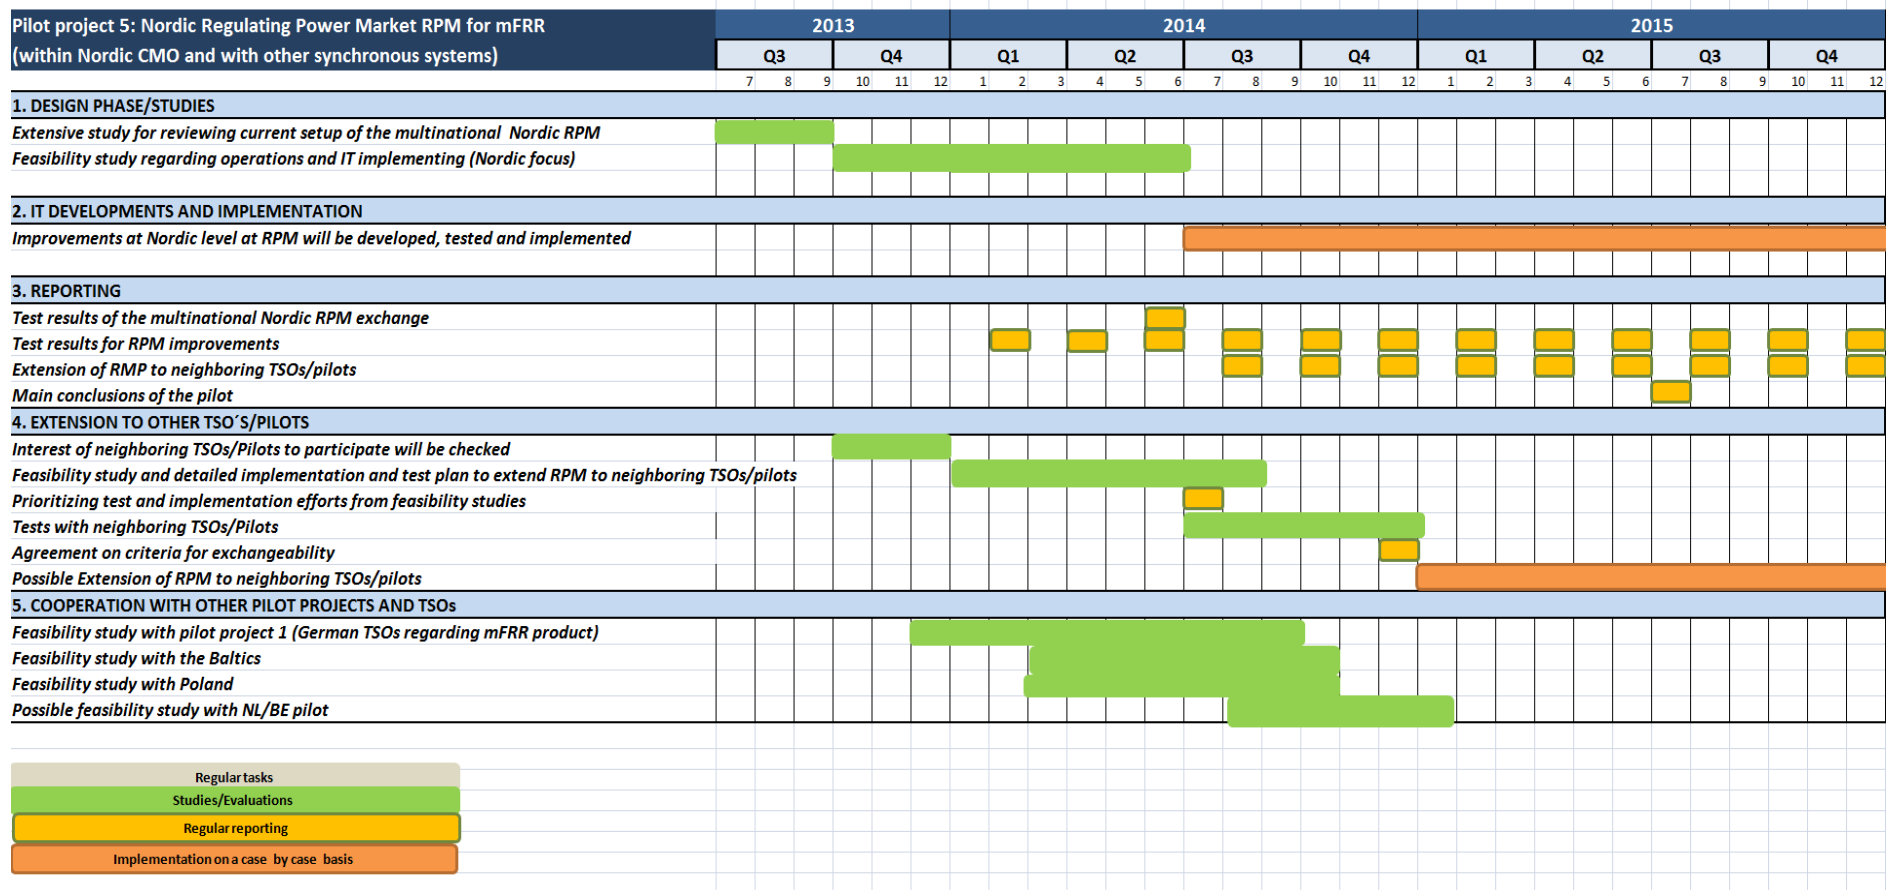 Pilot project 5: Nordic Regulating Power Market RPM for mFRR
(within Nordic CMO and with other synchronous systems)
2013 2014 2015
Q3 Q4 Q1 Q2 Q3 Q4 Q1 Q2 Q3 Q4
7 8 9 10 11 12 1 2 3 4 5 6 7 8 9 10 11 12 1 2 3 4 5 6 7 8 9 10 11 12
1. DESIGN PHASE/STUDIES
Extensive study for reviewing current setup of the multinational Nordic RPM
Feasibility study regarding operations and IT implementing (Nordic focus)
2. IT DEVELOPMENTS AND IMPLEMENTATION
Improvements at Nordic level at RPM will be developed, tested and implemented
3. REPORTING
Test results of the multinational Nordic RPM exchange
Test results for RPM improvements
Extension of RMP to neighboring TSOs/pilots
Main conclusions of the pilot
4. EXTENSION TO OTHER TSO´S/PILOTS
Interest of neighboring TSOs/Pilots to participate will be checked
Feasibility study and detailed implementation and test plan to extend RPM to neighboring TSOs/pilots
Prioritizing test and implementation efforts from feasibility studies
Tests with neighboring TSOs/Pilots
Agreement on criteria for exchangeability
Possible Extension of RPM to neighboring TSOs/pilots
5. COOPERATION WITH OTHER PILOT PROJECTS AND TSOs
Feasibility study with pilot project 1 (German TSOs regarding mFRR product)
Feasibility study with the Baltics
Feasibility study with Poland
Possible feasibility study with NL/BE pilot
Regular tasks
Studies/Evaluations
Regular reporting
Implementation on a case by case basis